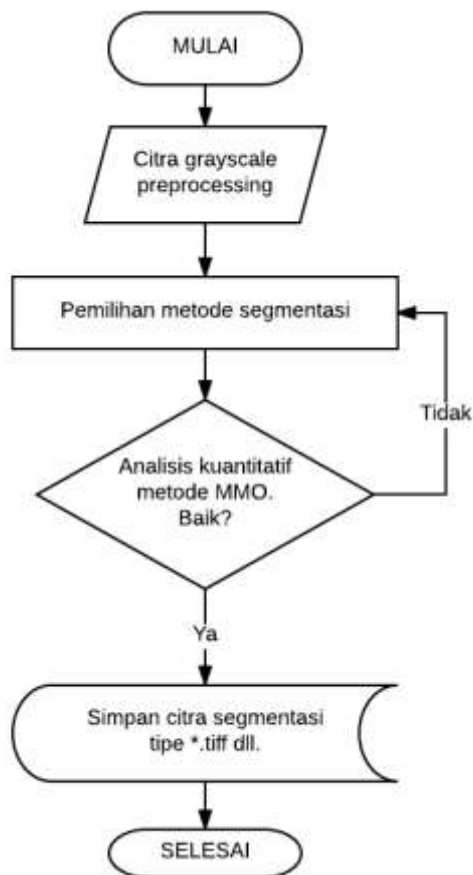 MULAI
Citra grayscale
preprocessing
Pemilihan metode segmentasi
Tidak
Analisis kuantitatif
metode MMO.
Baik?
Ya
Simpan citra segmentasi
tipe *.tiff dll.
SELESAI